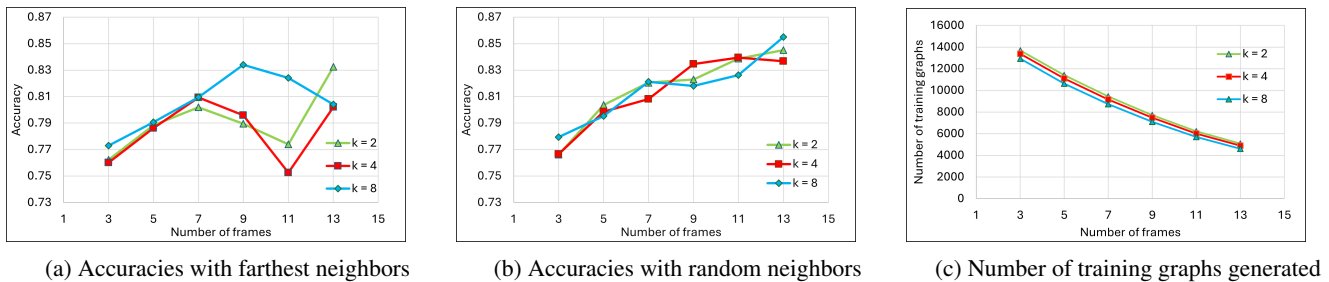 0.87
0.85
0.83
0.81
0.79
0.77
0.75
0.73
Accuracy
1 3 5 7 9 11 13 15
Number of frames
k = 2
k = 4
k = 8
(a) Accuracies with farthest neighbors
0.87
0.85
0.83
0.81
0.79
0.77
0.75
0.73
Accuracy
1 3 5 7 9 11 13 15
Number of frames
k = 2
k = 4
k = 8
(b) Accuracies with random neighbors
16000
14000
12000
10000
8000
6000
4000
2000
0
Number of training graphs
1 3 5 7 9 11 13 15
Number of frames
k = 2
k = 4
k = 8
(c) Number of training graphs generated